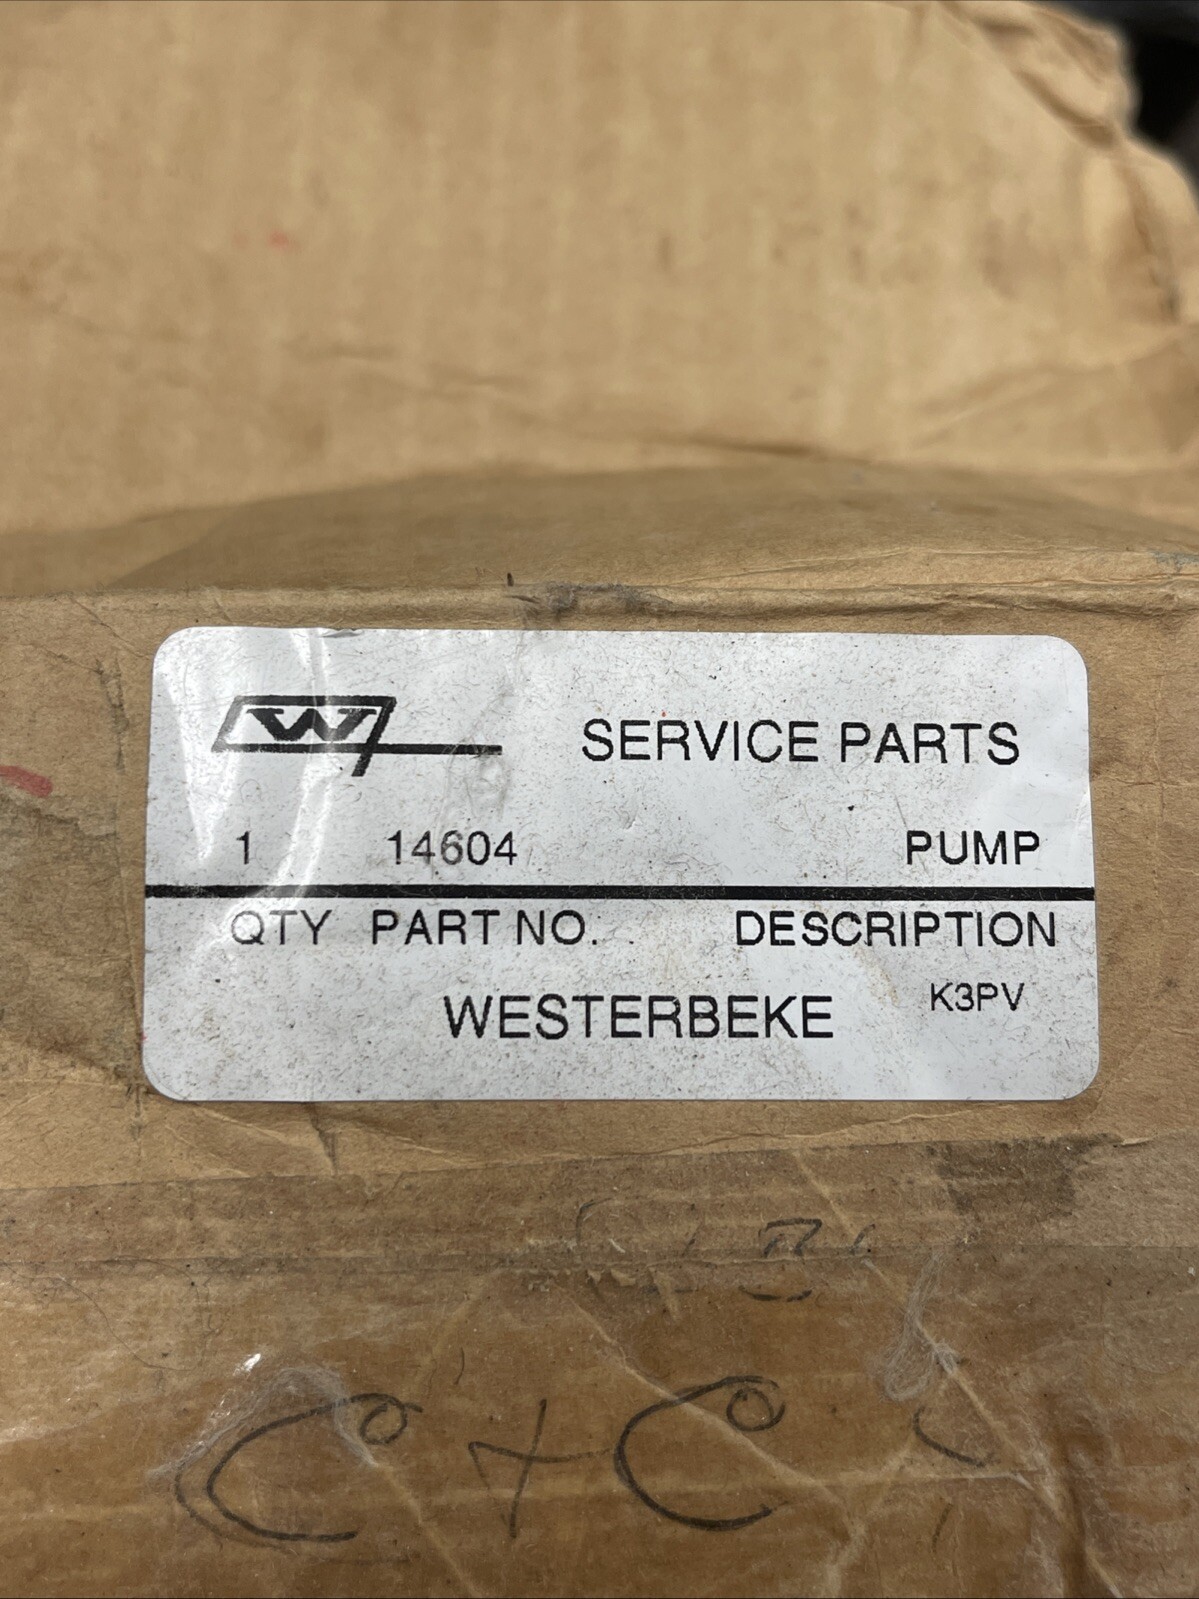 W
SERVICE PARTS
1 14604 PUMP
QTY PART NO. DESCRIPTION
WESTERBEKE K3PV
C + C